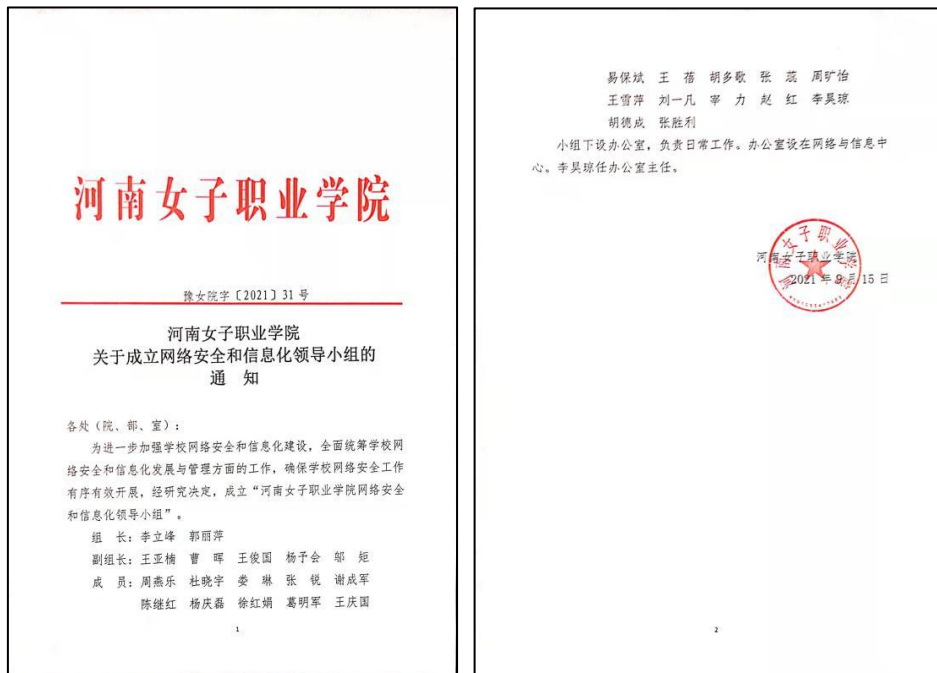 河南女子职业学院
豫女院字〔2021〕31 号
河南女子职业学院
关于成立网络安全和信息化领导小组的
通 知
各处(院、部、室):
为进一步加强学校网络安全和信息化建设,全面统筹学校网
络安全和信息化发展与管理方面的工作,确保学校网络安全工作
有序有效开展,经研究决定,成立“河南女子职业学院网络安全
和信息化领导小组”。
组 长:李立峰 郭丽萍
副组长:王亚楠 曹 晖 王俊国 杨予会 邬 炬
成 员:周燕乐 杜晓宇 娄 琳 张 锐 谢成军
陈继红 杨庆磊 徐红娟 葛明军 王庆国
1
易保斌 王 蓓 胡多歌 张 蕊 周旷怡
王雪萍 刘一凡 宰 力 赵 红 李昊琼
胡德成 张胜利
小组下设办公室,负责日常工作。办公室设在网络与信息中
心。李昊琼任办公室主任。
河南女子职业学院
河南女子职业学院
2021 年 9 月 15 日
2